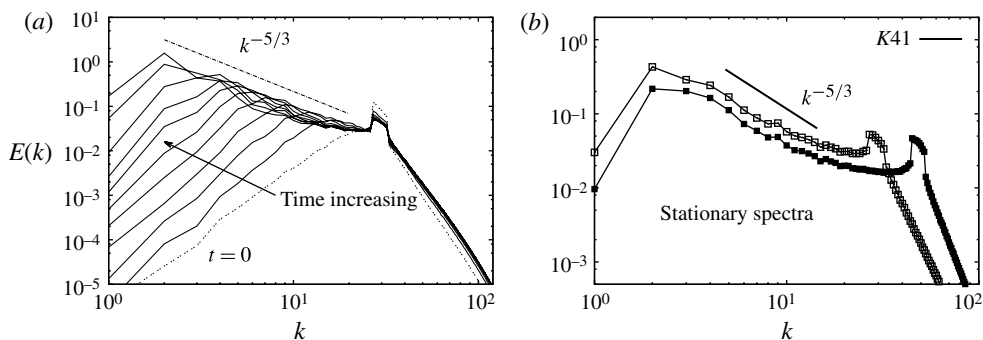 (a)
10^1
10^0
10^-1
10^-2
10^-3
10^-4
10^-5
E(k)
k^-5/3
Time increasing
t = 0
10^0
10^1
10^2
k
(b)
10^0
10^-1
10^-2
10^-3
K41
k^-5/3
Stationary spectra
10^0
10^1
10^2
k